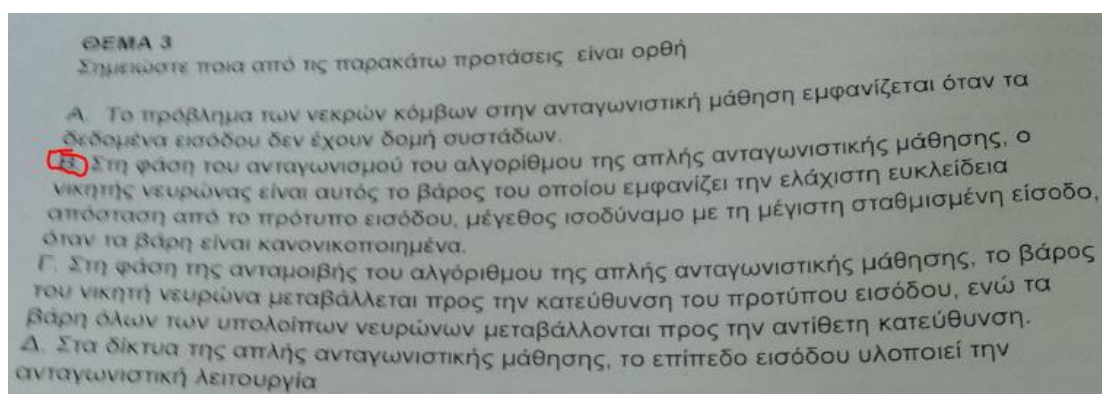 ΘΕΜΑ 3
Σημειώστε ποια από τις παρακάτω προτάσεις είναι ορθή
Α. Το πρόβλημα των νεκρών κόμβων στην ανταγωνιστική μάθηση εμφανίζεται όταν τα
δεδομένα εισόδου δεν έχουν δομή συστάδων.
Β. Στη φάση του ανταγωνισμού του αλγορίθμου της απλής ανταγωνιστικής μάθησης, ο
νικητής νευρώνας είναι αυτός το βάρος του οποίου εμφανίζει την ελάχιστη ευκλείδεια
απόσταση από το πρότυπο εισόδου, μέγεθος ισοδύναμο με τη μέγιστη σταθμισμένη είσοδο,
όταν τα βάρη είναι κανονικοποιημένα.
Γ. Στη φάση της ανταμοιβής του αλγόριθμου της απλής ανταγωνιστικής μάθησης, το βάρος
του νικητή νευρώνα μεταβάλλεται προς την κατεύθυνση του προτύπου εισόδου, ενώ τα
βάρη όλων των υπολοίπων νευρώνων μεταβάλλονται προς την αντίθετη κατεύθυνση.
Δ. Στα δίκτυα της απλής ανταγωνιστικής μάθησης, το επίπεδο εισόδου υλοποιεί την
ανταγωνιστική λειτουργία